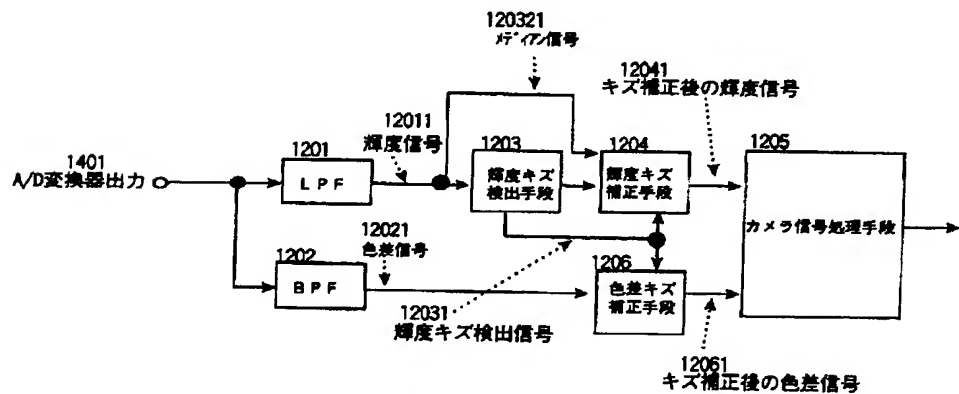 120321
メディアン信号
12041
キズ補正後の輝度信号
12011
輝度信号
1401
A/D変換器出力
1201
LPF
1203
輝度キズ
検出手段
1204
輝度キズ
補正手段
1205
カメラ信号処理手段
12021
色差信号
1202
BPF
1206
色差キズ
補正手段
12031
輝度キズ検出信号
12061
キズ補正後の色差信号